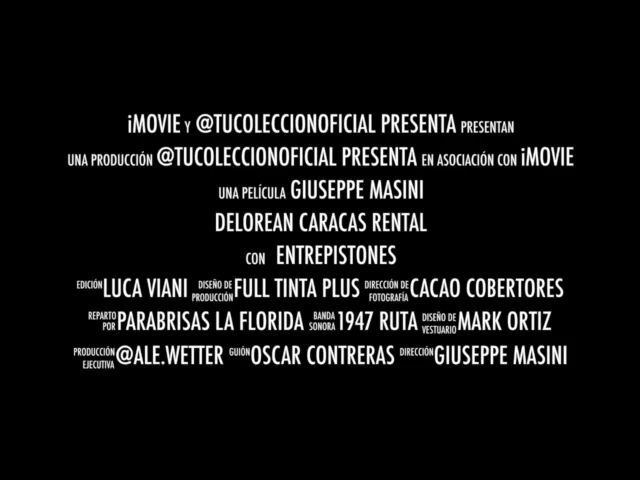 iMOVIE Y @TUCOLECCIONOFICIAL PRESENTA PRESENTAN
UNA PRODUCCIÓN @TUCOLECCIONOFICIAL PRESENTA EN ASOCIACIÓN CON iMOVIE
UNA PELÍCULA GIUSEPPE MASINI
DELOREAN CARACAS RENTAL
CON ENTREPISTONES
EDICIÓN LUCA VIANI DISEÑO DE PRODUCCIÓN FULL TINTA PLUS DIRECCIÓN DE FOTOGRAFÍA CACAO COBERTORES
REPARTO POR PARABRISAS LA FLORIDA BANDA SONORA 1947 RUTA DISEÑO DE VESTUARIO MARK ORTIZ
PRODUCCIÓN EJECUTIVA @ALE.WETTER GUIÓN OSCAR CONTRERAS DIRECCIÓN GIUSEPPE MASINI